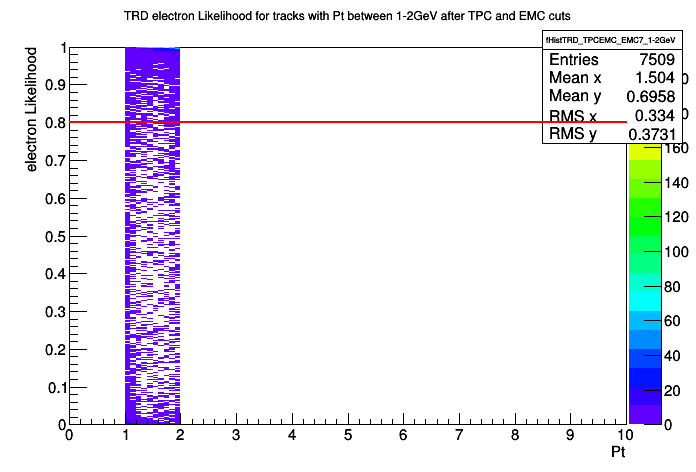 TRD electron Likelihood for tracks with Pt between 1-2GeV after TPC and EMC cuts
fHistTRD_TPCEMC_EMC7_1-2GeV
Entries 7509
Mean x 1.504
Mean y 0.6958
RMS x 0.334
RMS y 0.3731
electron Likelihood
1
0.9
0.8
0.7
0.6
0.5
0.4
0.3
0.2
0.1
0
0 1 2 3 4 5 6 7 8 9 10
Pt
160
140
120
100
80
60
40
20
0